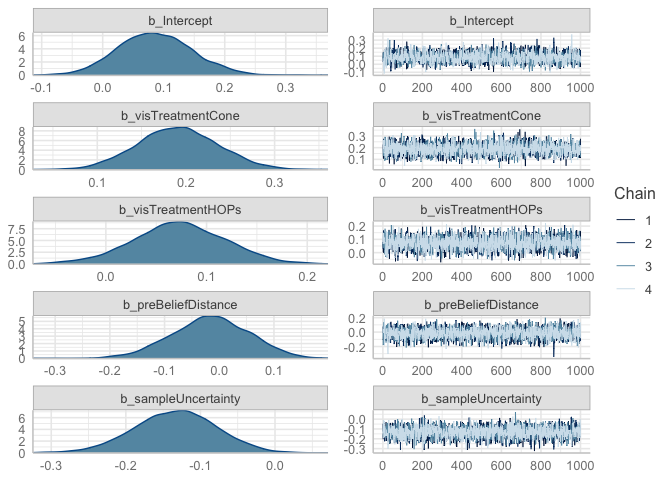 b_Intercept
6
4
2
0
-0.1 0.0 0.1 0.2 0.3
b_Intercept
0.3
0.2
0.1
0.0
-0.1
0 200 400 600 800 1000
b_visTreatmentCone
8
6
4
2
0
0.1 0.2 0.3
b_visTreatmentCone
0.3
0.2
0.1
0 200 400 600 800 1000
b_visTreatmentHOPs
7.5
5.0
2.5
0.0
0.0 0.1 0.2
b_visTreatmentHOPs
0.2
0.1
0.0
0 200 400 600 800 1000
b_preBeliefDistance
5
4
3
2
1
0
-0.3 -0.2 -0.1 0.0 0.1
b_preBeliefDistance
0.2
0.0
-0.2
0 200 400 600 800 1000
b_sampleUncertainty
6
4
2
0
-0.3 -0.2 -0.1 0.0
b_sampleUncertainty
0.0
-0.1
-0.2
-0.3
0 200 400 600 800 1000
Chain
1
2
3
4